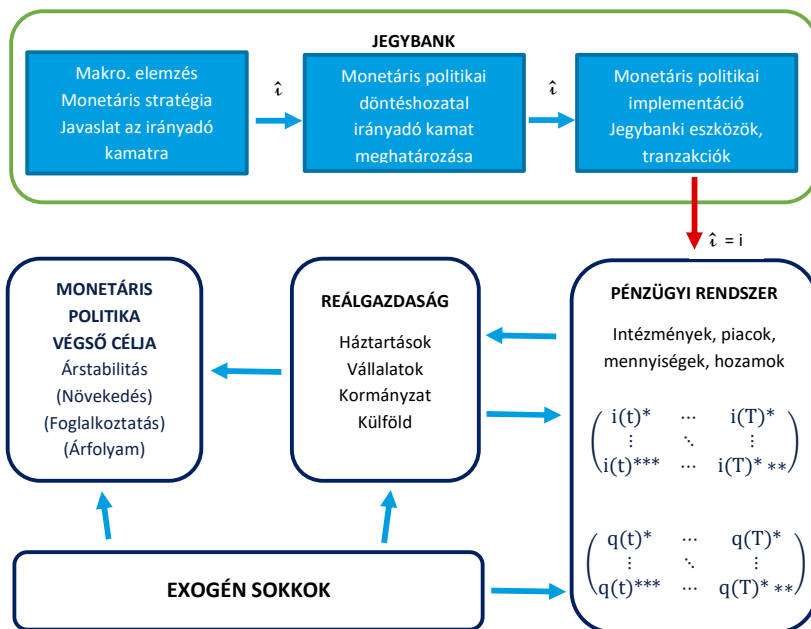 JEGYBANK
Makro. elemzés
Monetáris stratégia
Javaslat az irányadó
kamatra
î
Monetáris politikai
döntéshozatal
irányadó kamat
meghatározása
î
Monetáris politikai
implementáció
Jegybanki eszközök,
tranzakciók
î = i
MONETÁRIS
POLITIKA
VÉGSŐ CÉLJA
Árstabilitás
(Növekedés)
(Foglalkoztatás)
(Árfolyam)
REÁLGAZDASÁG
Háztartások
Vállalatok
Kormányzat
Külföld
PÉNZÜGYI RENDSZER
Intézmények, piacok,
mennyiségek, hozamok
i(t)* ⋯ i(T)*
⋮ ⋱ ⋮
i(t)*** ⋯ i(T)* **
q(t)* ⋯ q(T)*
⋮ ⋱ ⋮
q(t)*** ⋯ q(T)* **
EXOGÉN SOKKOK